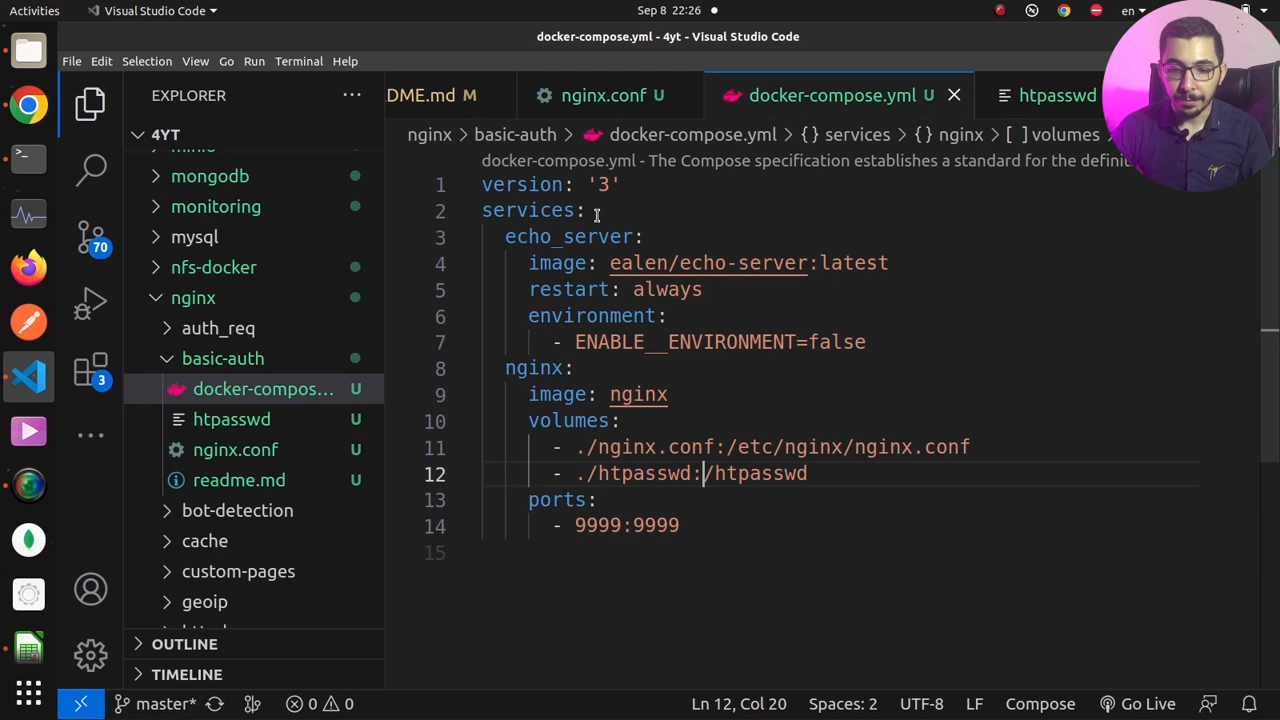 Activities
Visual Studio Code
Sep 8 22:26
en
docker-compose.yml - 4yt - Visual Studio Code
File Edit Selection View Go Run Terminal Help
EXPLORER
DME.md M
nginx.conf U
docker-compose.yml U
htpasswd
4YT
nginx > basic-auth > docker-compose.yml > {} services > {} nginx > [ ] volumes >
docker-compose.yml - The Compose specification establishes a standard for the
minio
mongodb
monitoring
mysql
nfs-docker
nginx
auth_req
basic-auth
docker-compos... U
htpasswd U
nginx.conf U
readme.md U
bot-detection
cache
custom-pages
geoip
OUTLINE
TIMELINE
70
3
1 version: '3'
2 services:
3 echo_server:
4 image: ealen/echo-server:latest
5 restart: always
6 environment:
7 - ENABLE__ENVIRONMENT=false
8 nginx:
9 image: nginx
10 volumes:
11 - ./nginx.conf:/etc/nginx/nginx.conf
12 - ./htpasswd:/htpasswd
13 ports:
14 - 9999:9999
15
master* 0 0 Ln 12, Col 20 Spaces: 2 UTF-8 LF Compose Go Live